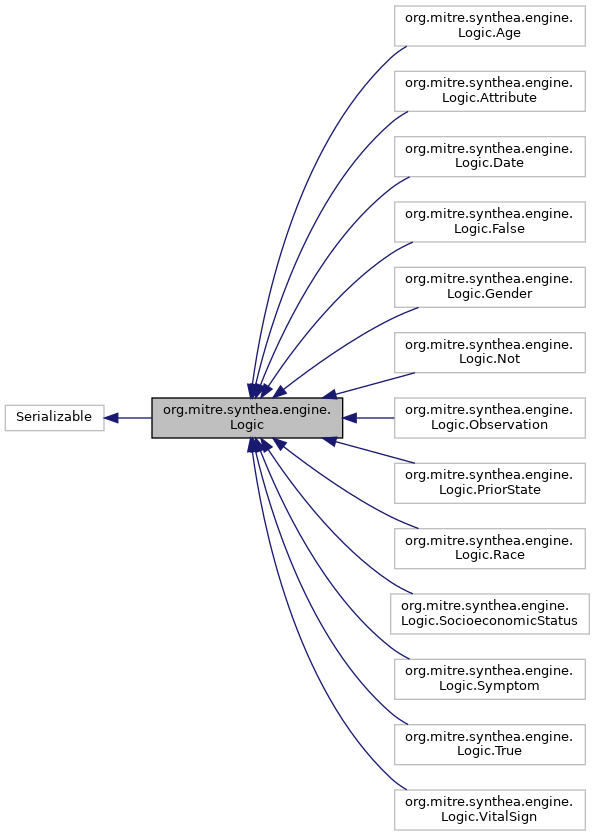 org.mitre.synthea.engine.
Logic.Age
org.mitre.synthea.engine.
Logic.Attribute
org.mitre.synthea.engine.
Logic.Date
org.mitre.synthea.engine.
Logic.False
org.mitre.synthea.engine.
Logic.Gender
org.mitre.synthea.engine.
Logic.Not
Serializable
org.mitre.synthea.engine.
Logic
org.mitre.synthea.engine.
Logic.Observation
org.mitre.synthea.engine.
Logic.PriorState
org.mitre.synthea.engine.
Logic.Race
org.mitre.synthea.engine.
Logic.SocioeconomicStatus
org.mitre.synthea.engine.
Logic.Symptom
org.mitre.synthea.engine.
Logic.True
org.mitre.synthea.engine.
Logic.VitalSign